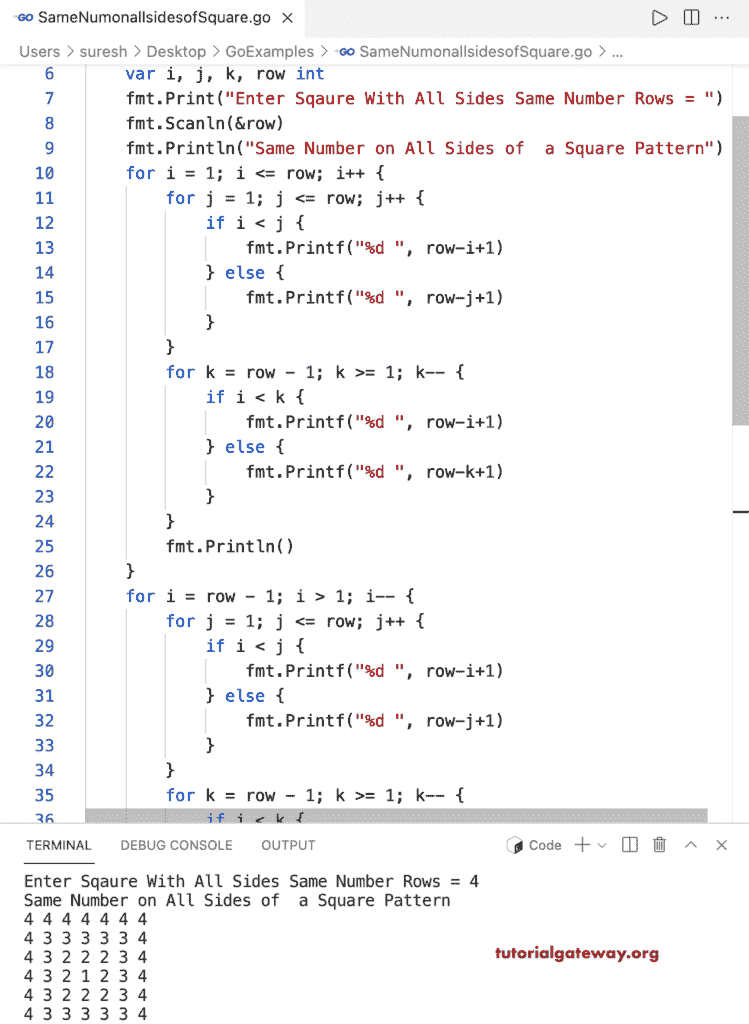 GO SameNumonallsidesofSquare.go ×
Users > suresh > Desktop > GoExamples > GO SameNumonallsidesofSquare.go > ...
6 var i, j, k, row int
7 fmt.Print("Enter Sqaure With All Sides Same Number Rows = ")
8 fmt.Scanln(&row)
9 fmt.Println("Same Number on All Sides of  a Square Pattern")
10 for i = 1; i <= row; i++ {
11 for j = 1; j <= row; j++ {
12 if i < j {
13 fmt.Printf("%d ", row-i+1)
14 } else {
15 fmt.Printf("%d ", row-j+1)
16 }
17 }
18 for k = row - 1; k >= 1; k-- {
19 if i < k {
20 fmt.Printf("%d ", row-i+1)
21 } else {
22 fmt.Printf("%d ", row-k+1)
23 }
24 }
25 fmt.Println()
26 }
27 for i = row - 1; i > 1; i-- {
28 for j = 1; j <= row; j++ {
29 if i < j {
30 fmt.Printf("%d ", row-i+1)
31 } else {
32 fmt.Printf("%d ", row-j+1)
33 }
34 }
35 for k = row - 1; k >= 1; k-- {
36 if i < k {
TERMINAL DEBUG CONSOLE OUTPUT Code
Enter Sqaure With All Sides Same Number Rows = 4
Same Number on All Sides of  a Square Pattern
4 4 4 4 4 4 4
4 3 3 3 3 3 4
4 3 2 2 2 3 4
4 3 2 1 2 3 4
4 3 2 2 2 3 4
4 3 3 3 3 3 4
tutorialgateway.org